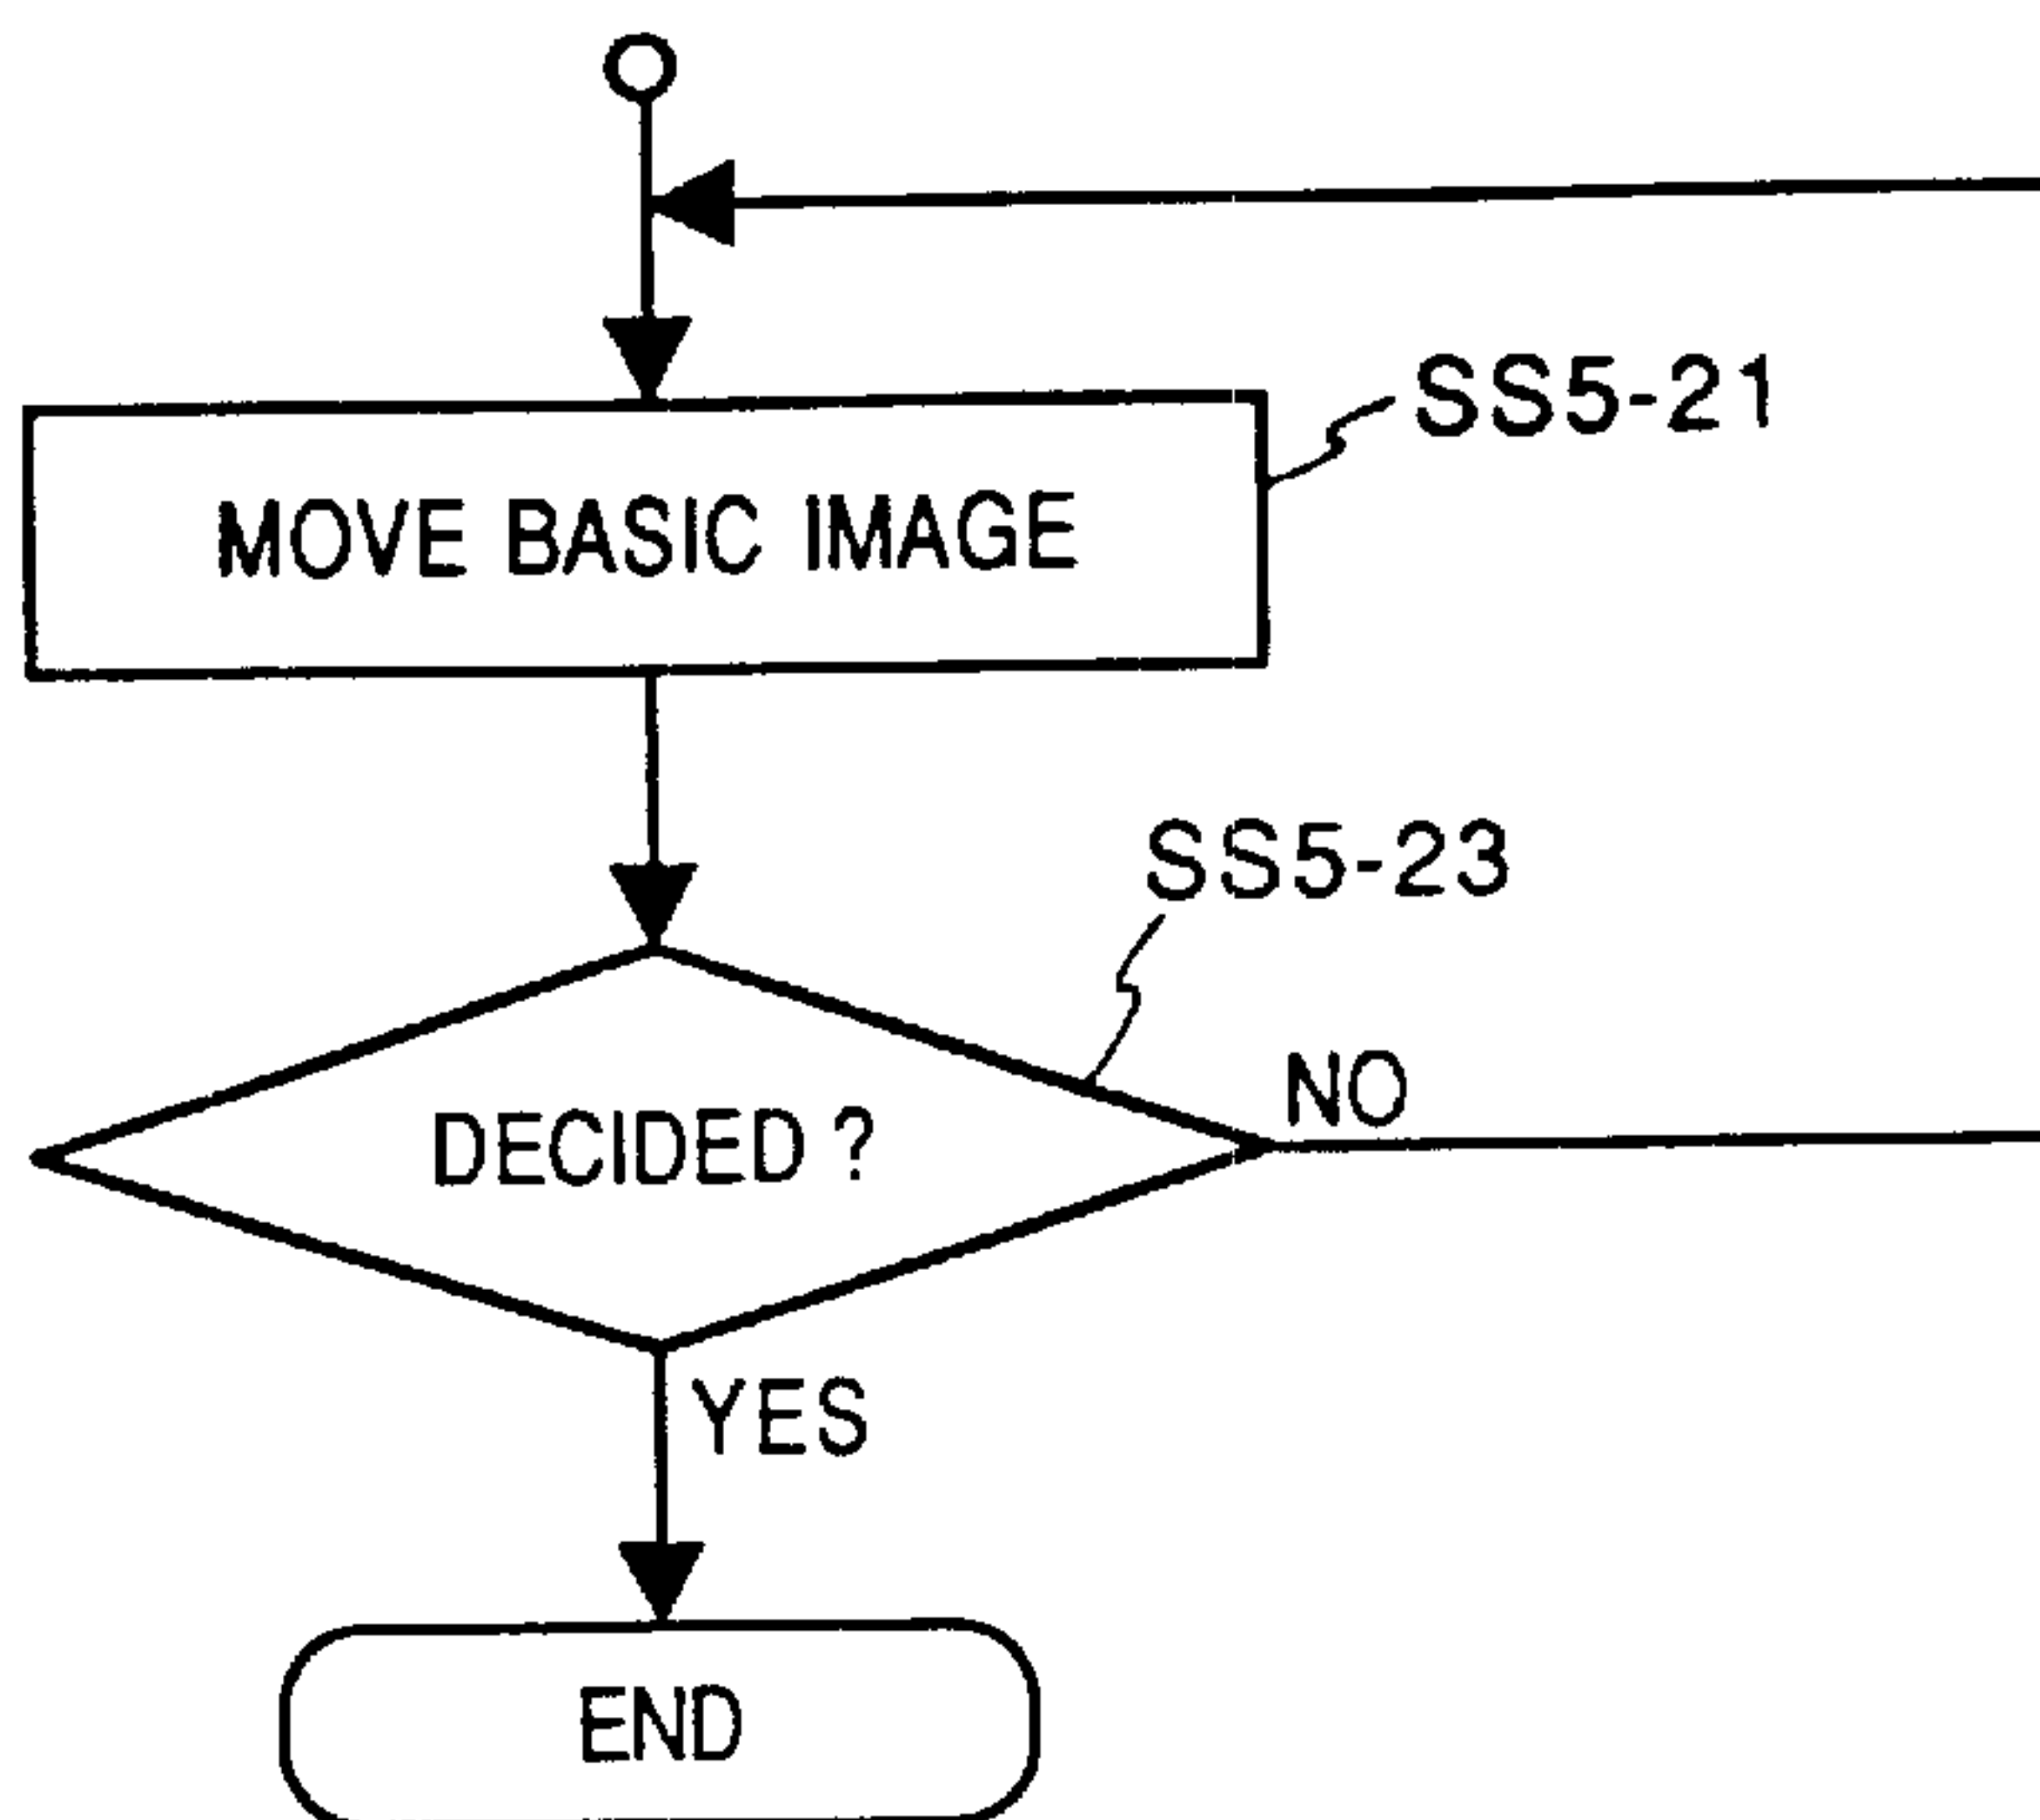 SS5-21
MOVE BASIC IMAGE
SS5-23
NO
DECIDED ?
YES
END